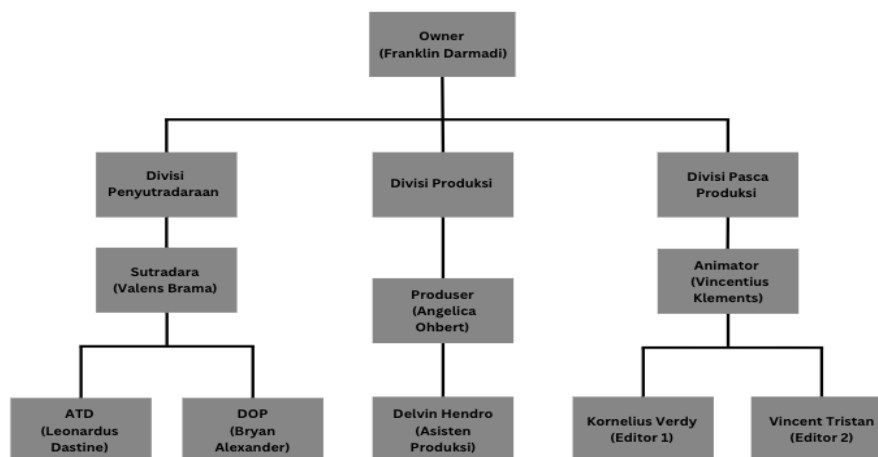 Owner
(Franklin Darmadi)
Divisi
Penyutradaraan
Divisi Produksi
Divisi Pasca
Produksi
Sutradara
(Valens Brama)
Produser
(Angelica
Ohbert)
Animator
(Vincentius
Klements)
ATD
(Leonardus
Dastine)
DOP
(Bryan
Alexander)
Delvin Hendro
(Asisten
Produksi)
Kornelius Verdy
(Editor 1)
Vincent Tristan
(Editor 2)